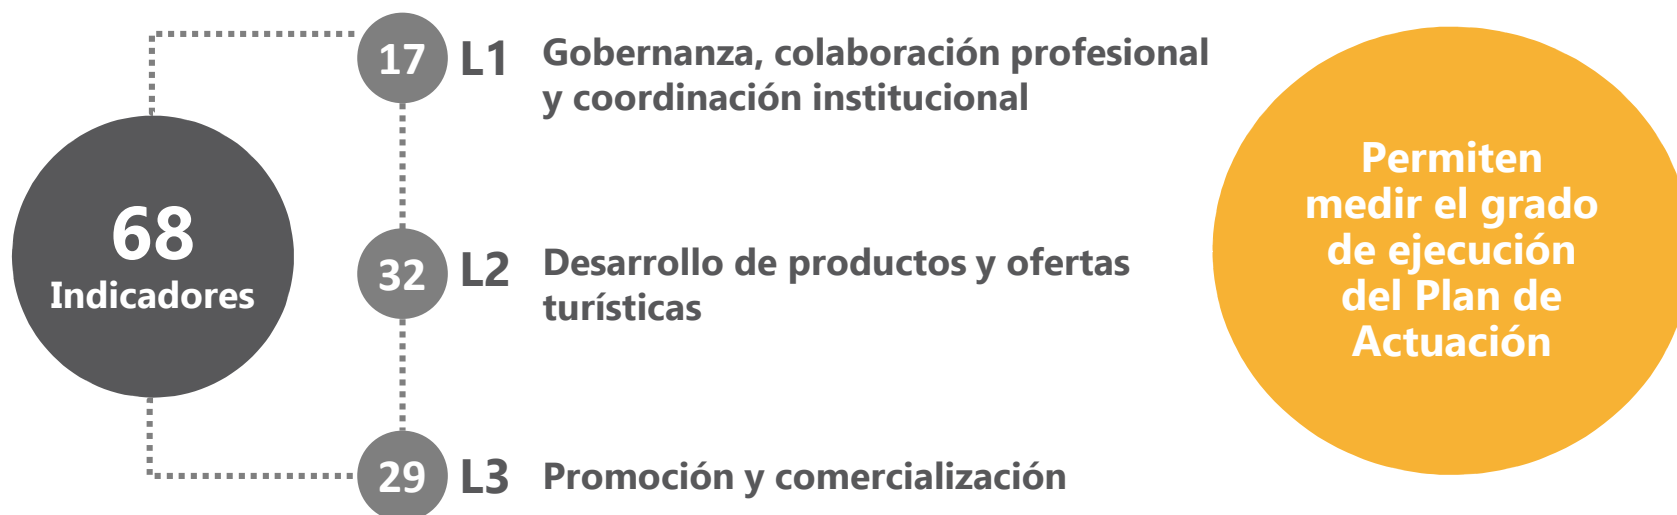 68
Indicadores
17
L1
Gobernanza, colaboración profesional
y coordinación institucional
32
L2
Desarrollo de productos y ofertas
turísticas
29
L3
Promoción y comercialización
Permiten
medir el grado
de ejecución
del Plan de
Actuación